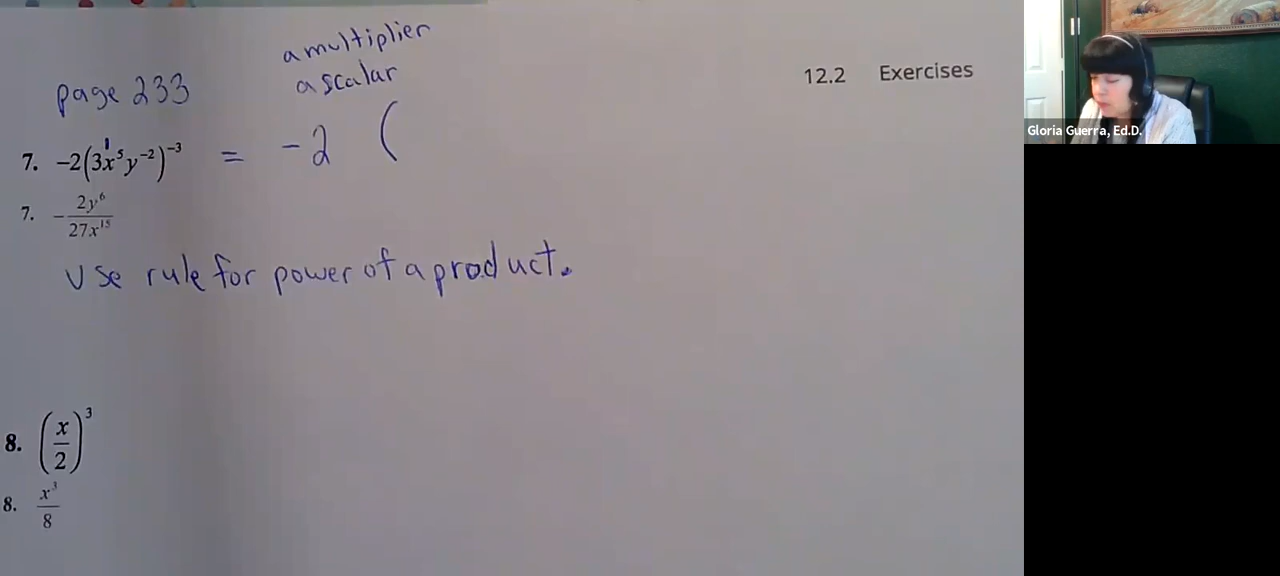 a multiplier
a scalar
page 233
12.2 Exercises
7. -2(3¹x⁵y⁻²)⁻³ = -2 (
7. -2y⁶/27x¹⁵
Use rule for power of a product.
8. (x/2)³
8. x³/8
Gloria Guerra, Ed.D.